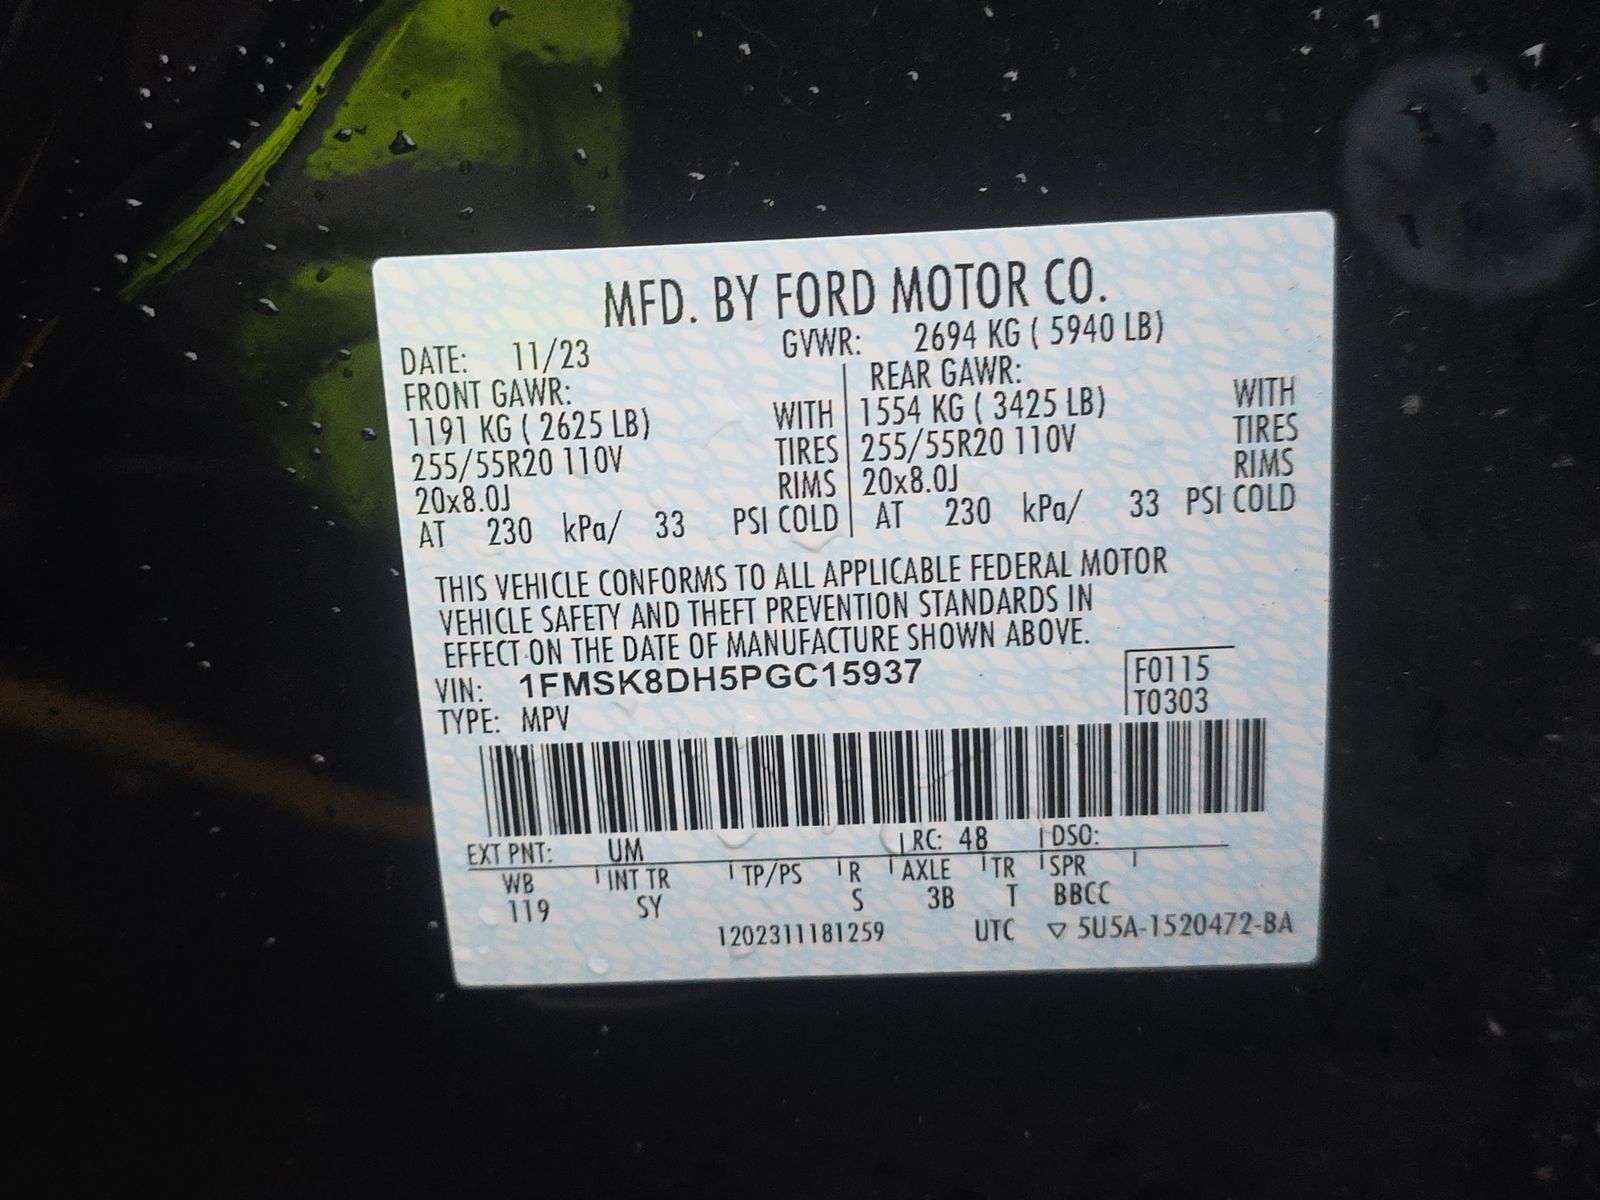 MFD. BY FORD MOTOR CO.
DATE: 11/23 GVWR: 2694 KG ( 5940 LB)
FRONT GAWR: REAR GAWR:
1191 KG ( 2625 LB) WITH 1554 KG ( 3425 LB) WITH
255/55R20 110V TIRES 255/55R20 110V TIRES
20x8.0J RIMS 20x8.0J RIMS
AT 230 kPa/ 33 PSI COLD AT 230 kPa/ 33 PSI COLD
THIS VEHICLE CONFORMS TO ALL APPLICABLE FEDERAL MOTOR
VEHICLE SAFETY AND THEFT PREVENTION STANDARDS IN
EFFECT ON THE DATE OF MANUFACTURE SHOWN ABOVE.
VIN: 1FMSK8DH5PGC15937 F0115
TYPE: MPV T0303
EXT PNT: UM RC: 48 DSO:
WB INT TR TP/PS R AXLE TR SPR
119 SY S 3B T BBCC
1202311181259 UTC ▽ 5U5A-1520472-BA